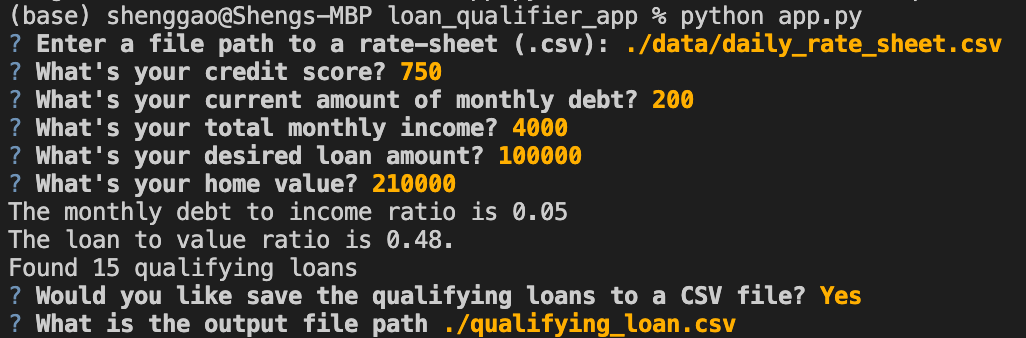 (base) shenggao@Shengs-MBP loan_qualifier_app % python app.py
? Enter a file path to a rate-sheet (.csv): ./data/daily_rate_sheet.csv
? What's your credit score? 750
? What's your current amount of monthly debt? 200
? What's your total monthly income? 4000
? What's your desired loan amount? 100000
? What's your home value? 210000
The monthly debt to income ratio is 0.05
The loan to value ratio is 0.48.
Found 15 qualifying loans
? Would you like save the qualifying loans to a CSV file? Yes
? What is the output file path ./qualifying_loan.csv